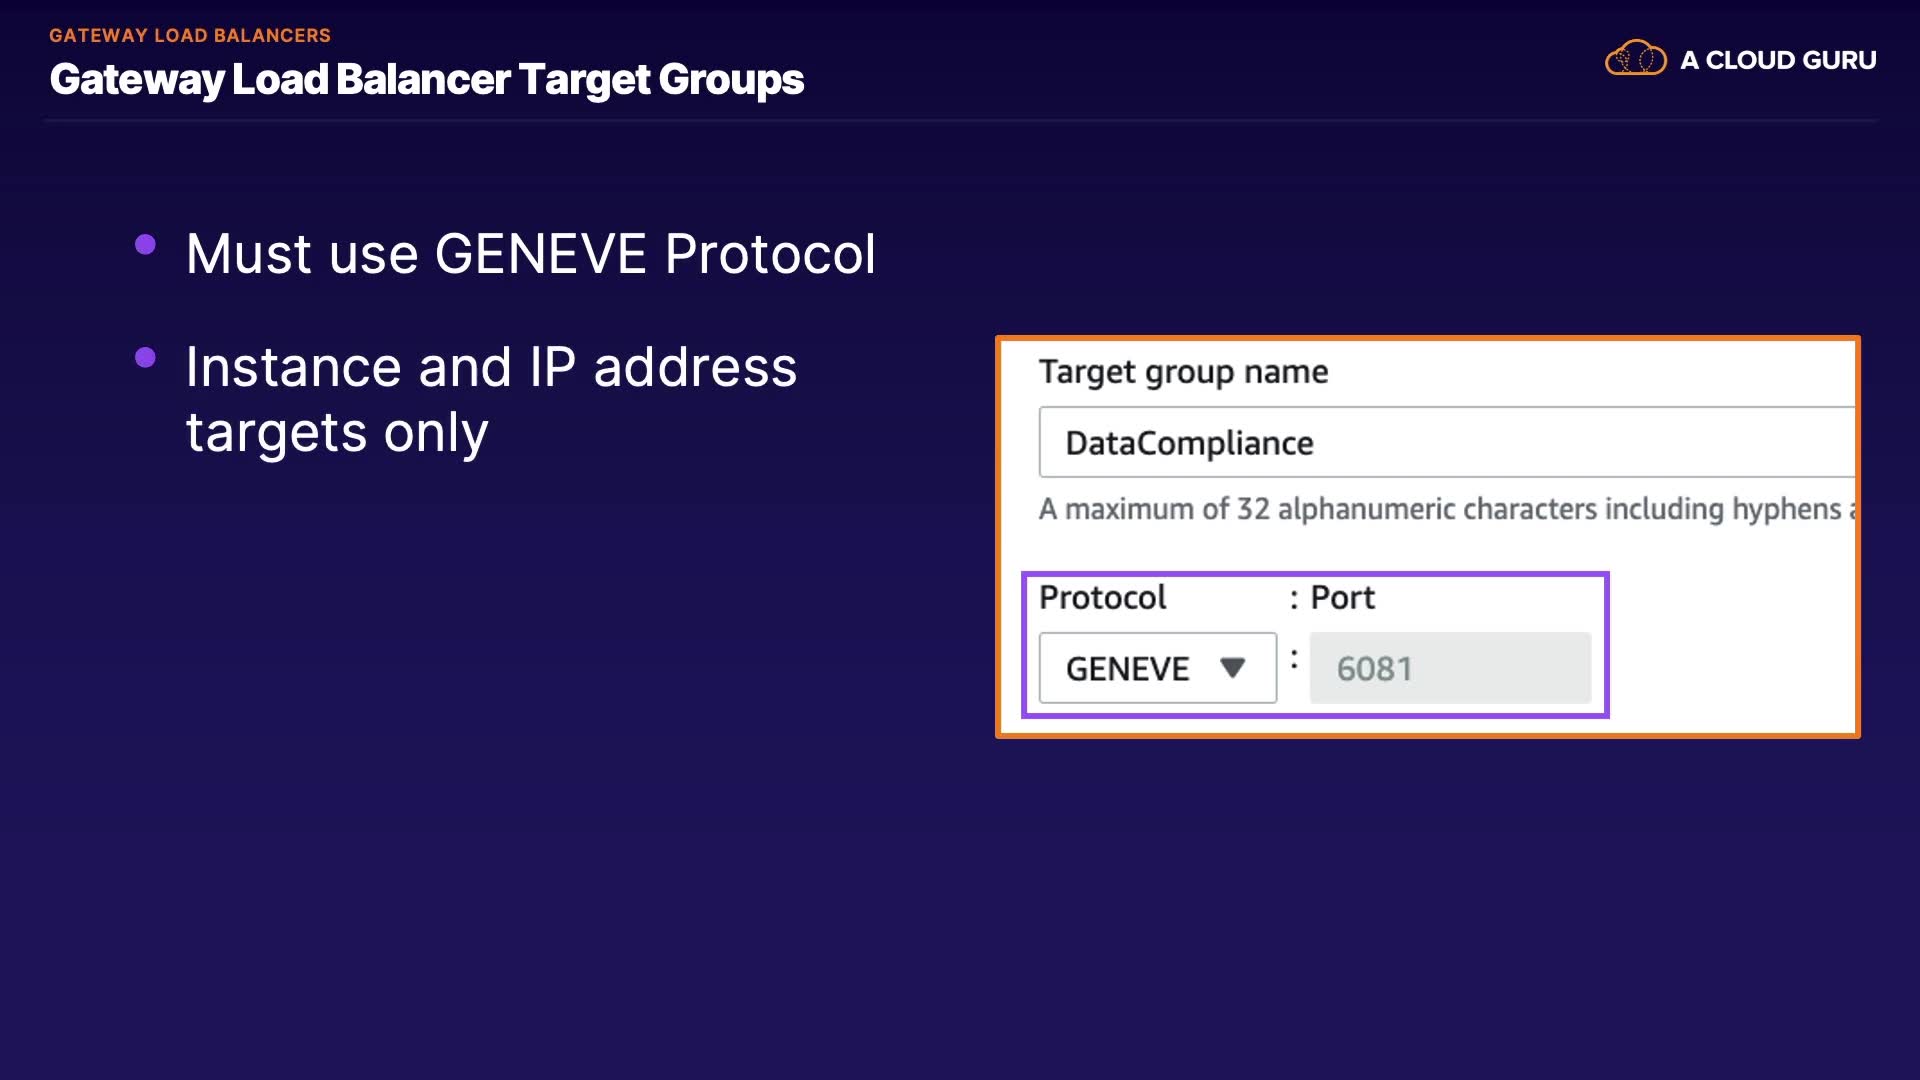 GATEWAY LOAD BALANCERS
Gateway Load Balancer Target Groups
A CLOUD GURU
• Must use GENEVE Protocol
• Instance and IP address
targets only
Target group name
DataCompliance
A maximum of 32 alphanumeric characters including hyphens
Protocol : Port
GENEVE : 6081